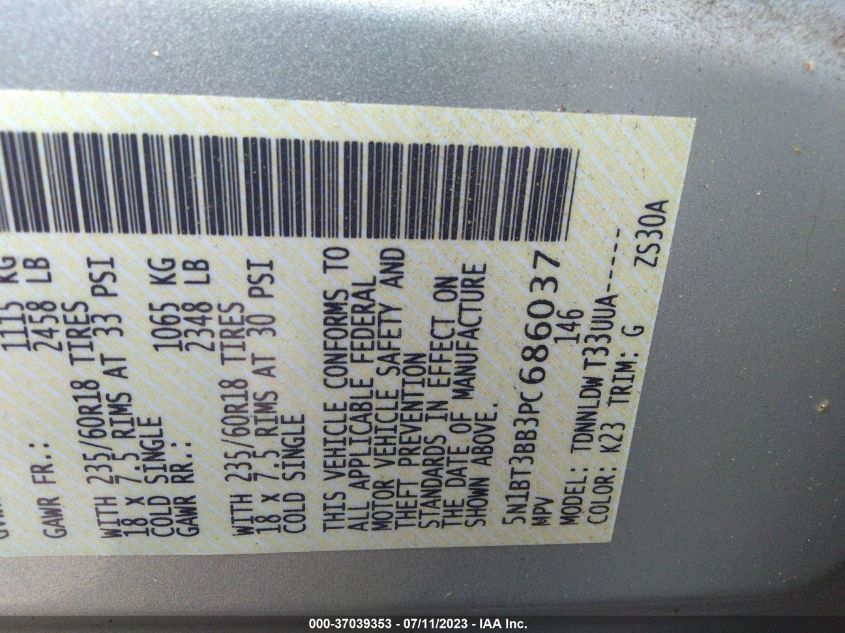 1115 KG
2458 LB
GAWR FR.:
WITH 235/60R18 TIRES
18 X 7.5 RIMS AT 33 PSI
COLD SINGLE
1065 KG
GAWR RR.:
2348 LB
WITH 235/60R18 TIRES
18 X 7.5 RIMS AT 30 PSI
COLD SINGLE
THIS VEHICLE CONFORMS TO
ALL APPLICABLE FEDERAL
MOTOR VEHICLE SAFETY AND
THEFT PREVENTION
STANDARDS IN EFFECT ON
THE DATE OF MANUFACTURE
SHOWN ABOVE.
5N1BT3BB3PC686037
MPV 146
MODEL: TDNNLDWT33UUA-----
COLOR: K23 TRIM: G ZS30A
000-37039353 - 07/11/2023 - IAA Inc.